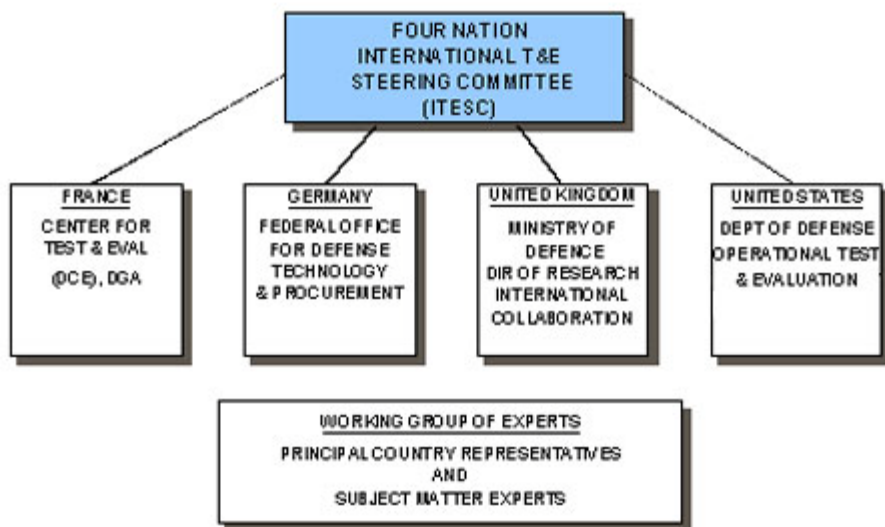 FOUR NATION
INTERNATIONAL T&E
STEERING COMMITTEE
(ITESC)
FRANCE
CENTER FOR
TEST & EVAL
(DCE), DGA
GERMANY
FEDERAL OFFICE
FOR DEFENSE
TECHNOLOGY
& PROCUREMENT
UNITED KINGDOM
MINISTRY OF
DEFENCE
DIR OF RESEARCH
INTERNATIONAL
COLLABORATION
UNITED STATES
DEPT OF DEFENSE
OPERATIONAL TEST
& EVALUATION
WORKING GROUP OF EXPERTS
PRINCIPAL COUNTRY REPRESENTATIVES
AND
SUBJECT MATTER EXPERTS